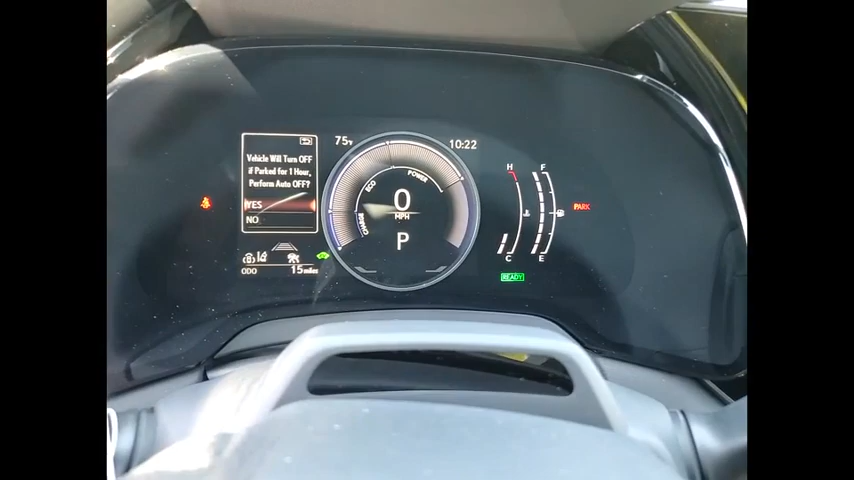 Vehicle Will Turn OFF
if Parked for 1 Hour,
Perform Auto OFF?
YES
NO
ODO 15 miles
75°F
10:22
CHARGE ECO POWER
0
MPH
P
H
C
F
E
PARK
READY